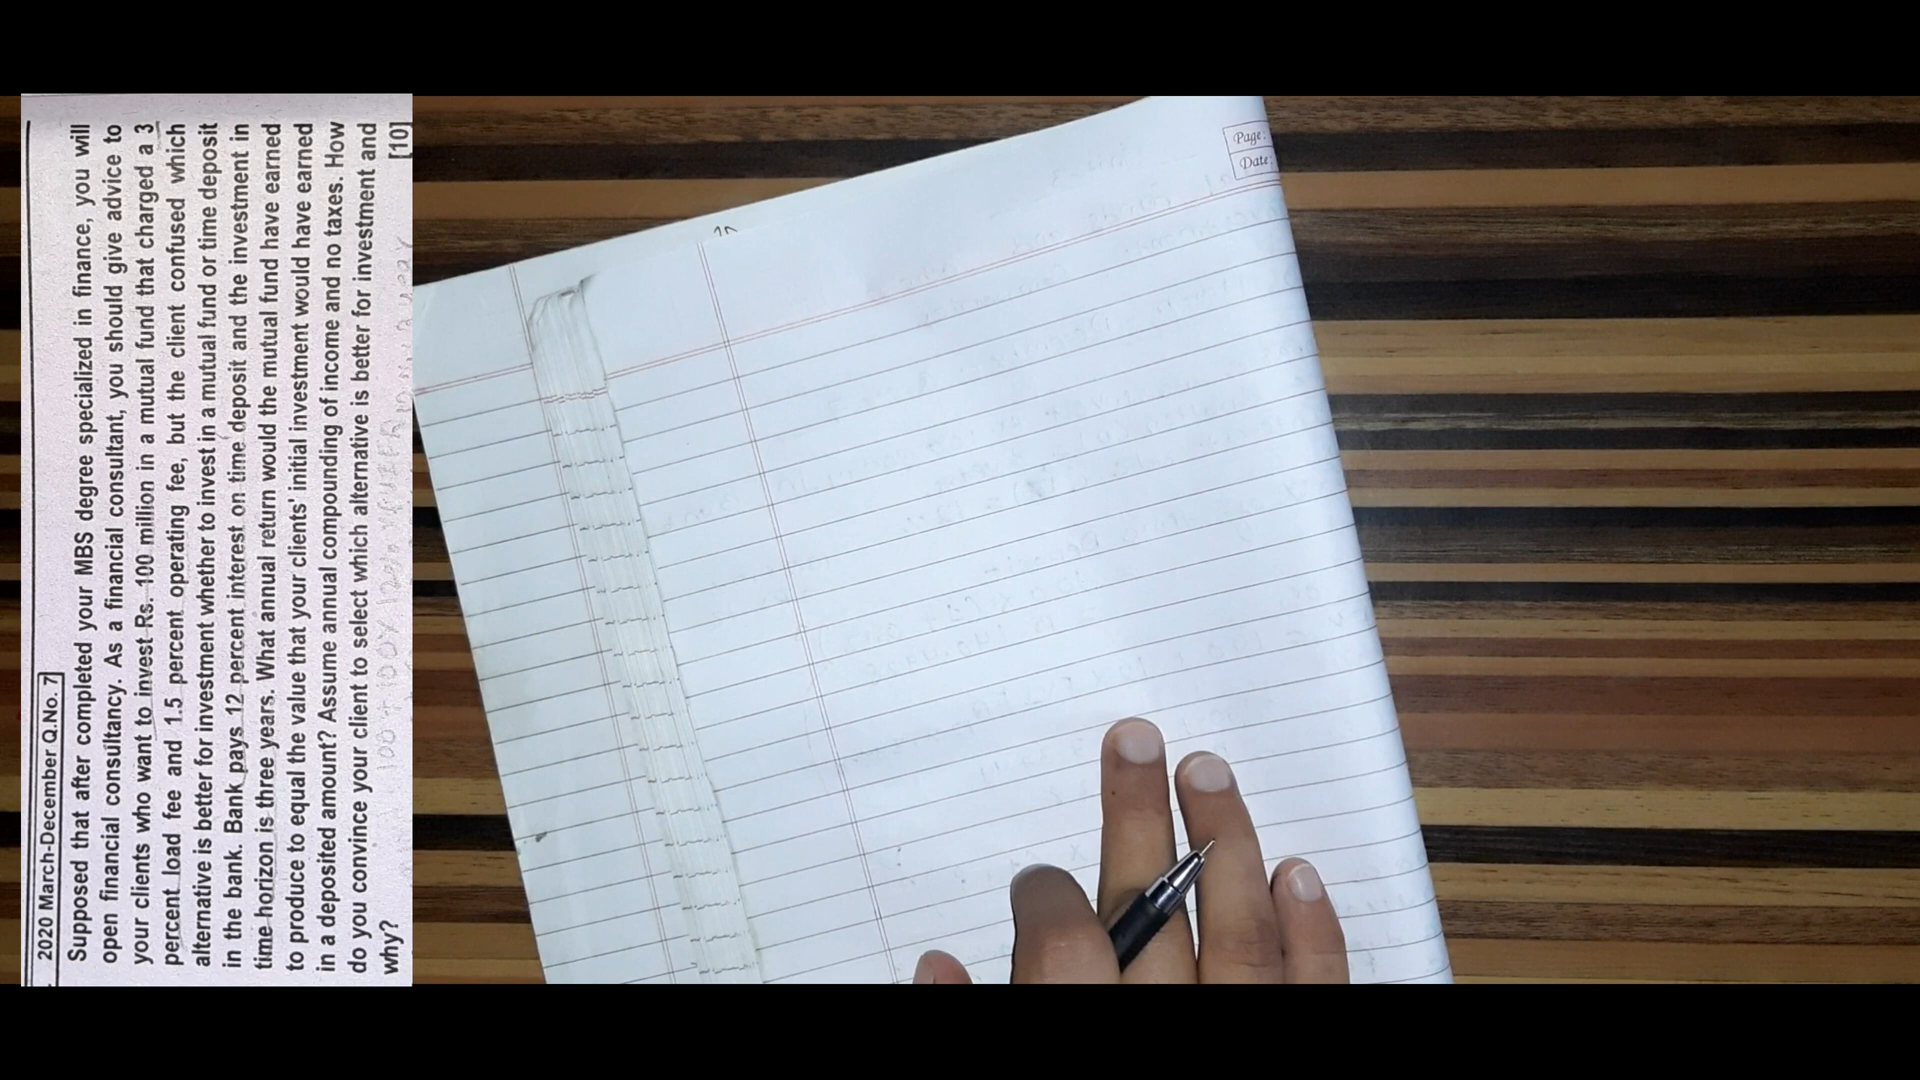 2020 March-December Q.No. 7
Supposed that after completed your MBS degree specialized in finance, you will
open financial consultancy. As a financial consultant, you should give advice to
your clients who want to invest Rs. 100 million in a mutual fund that charged a 3
percent load fee and 1.5 percent operating fee, but the client confused which
alternative is better for investment whether to invest in a mutual fund or time deposit
in the bank. Bank pays 12 percent interest on time deposit and the investment in
time horizon is three years. What annual return would the mutual fund have earned
to produce to equal the value that your clients' initial investment would have earned
in a deposited amount? Assume annual compounding of income and no taxes. How
do you convince your client to select which alternative is better for investment and
why? [10]
Page:
Date: